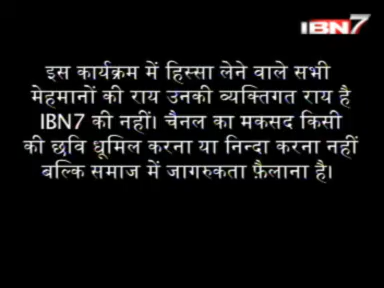 IBN7
इस कार्यक्रम में हिस्सा लेने वाले सभी
मेहमानों की राय उनकी व्यक्तिगत राय है
IBN7 की नहीं। चैनल का मकसद किसी
की छवि धूमिल करना या निन्दा करना नहीं
बल्कि समाज में जागरुकता फ़ैलाना है।